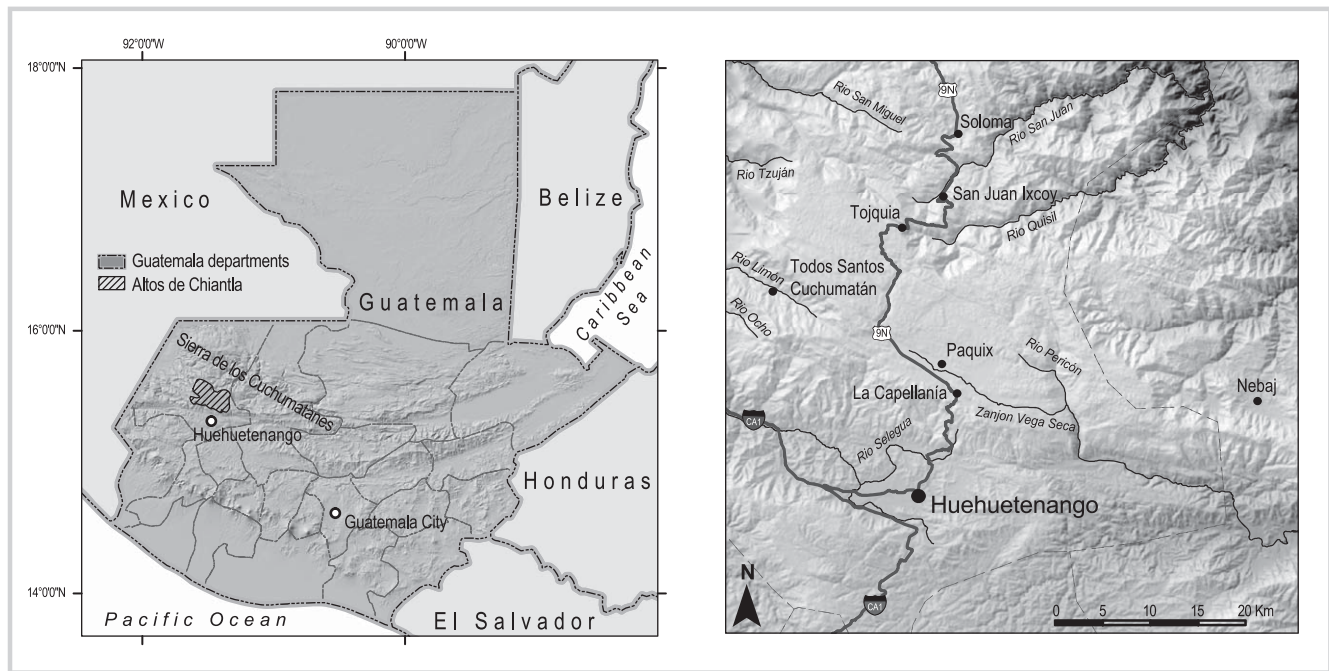 92°0'0"W
90°0'0"W
18°0'0"N
Mexico
Belize
Guatemala departments
Altos de Chiantla
Guatemala
Caribbean
Sea
16°0'0"N
Sierra de los Cuchumatanes
Huehuetenango
Honduras
Guatemala City
14°0'0"N
Pacific Ocean
El Salvador
9N
Rio San Miguel
Soloma
Rio San Juan
Rio Tzuján
San Juan Ixcoy
Tojquia
Rio Quisil
Rio Limón
Todos Santos
Cuchumatán
Rio Ocho
9N
Paquix
Rio Pericón
Nebaj
La Capellanía
Zanjon Vega Seca
CA1
Rio Selegua
Huehuetenango
N
CA1
0 5 10 15 20 Km